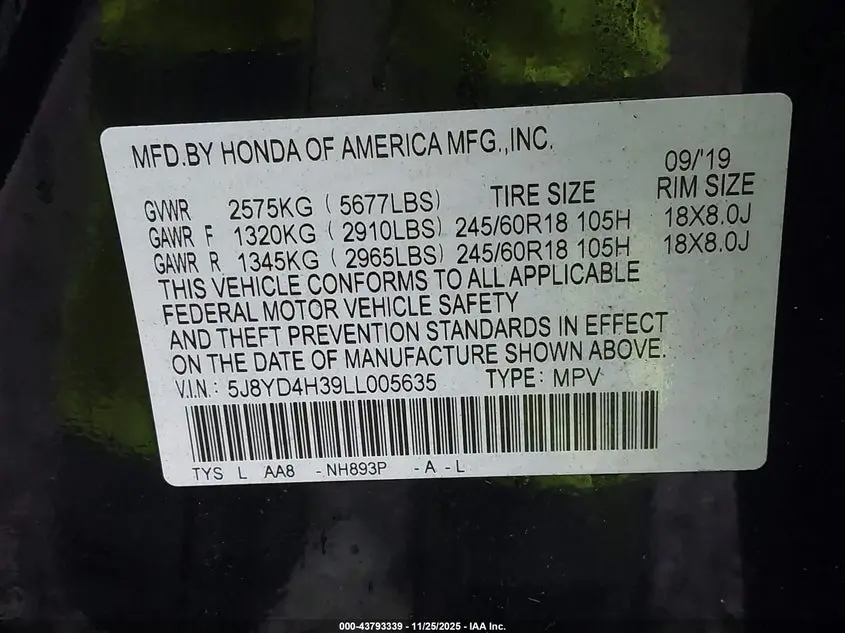 MFD.BY HONDA OF AMERICA MFG.,INC.
09/'19
GVWR 2575KG ( 5677LBS) TIRE SIZE RIM SIZE
GAWR F 1320KG ( 2910LBS) 245/60R18 105H 18X8.0J
GAWR R 1345KG ( 2965LBS) 245/60R18 105H 18X8.0J
THIS VEHICLE CONFORMS TO ALL APPLICABLE
FEDERAL MOTOR VEHICLE SAFETY
AND THEFT PREVENTION STANDARDS IN EFFECT
ON THE DATE OF MANUFACTURE SHOWN ABOVE.
V.I.N: 5J8YD4H39LL005635 TYPE: MPV
TYS L AA8 -NH893P -A-L
000-43793339 - 11/25/2025 - IAA Inc.